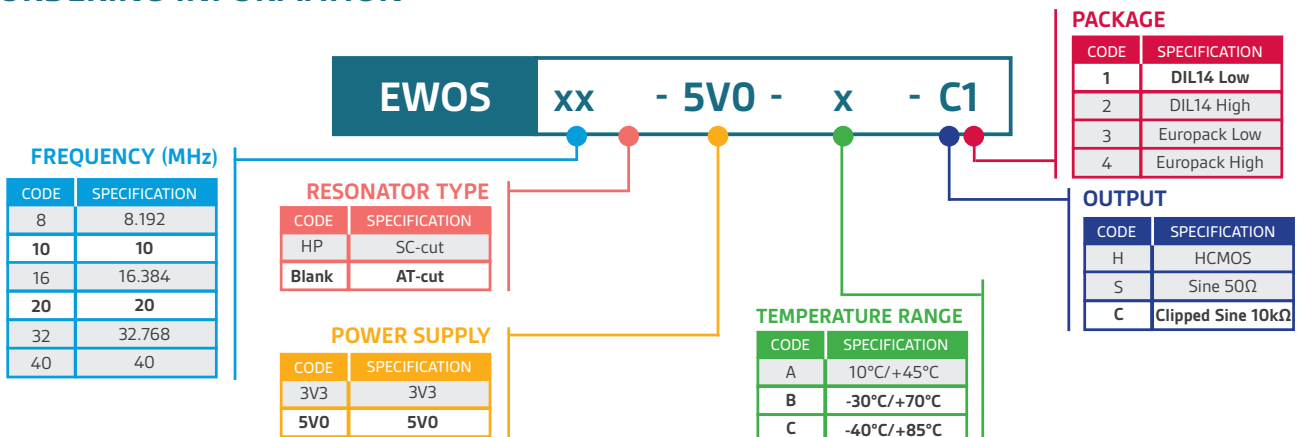 PACKAGE
CODE SPECIFICATION
1 DIL14 Low
2 DIL14 High
3 Europack Low
4 Europack High
EWOS xx - 5V0 - x - C1
FREQUENCY (MHz)
CODE SPECIFICATION
8 8.192
10 10
16 16.384
20 20
32 32.768
40 40
RESONATOR TYPE
CODE SPECIFICATION
HP SC-cut
Blank AT-cut
OUTPUT
CODE SPECIFICATION
H HCMOS
S Sine 50Ω
C Clipped Sine 10kΩ
POWER SUPPLY
CODE SPECIFICATION
3V3 3V3
5V0 5V0
TEMPERATURE RANGE
CODE SPECIFICATION
A 10°C/+45°C
B -30°C/+70°C
C -40°C/+85°C